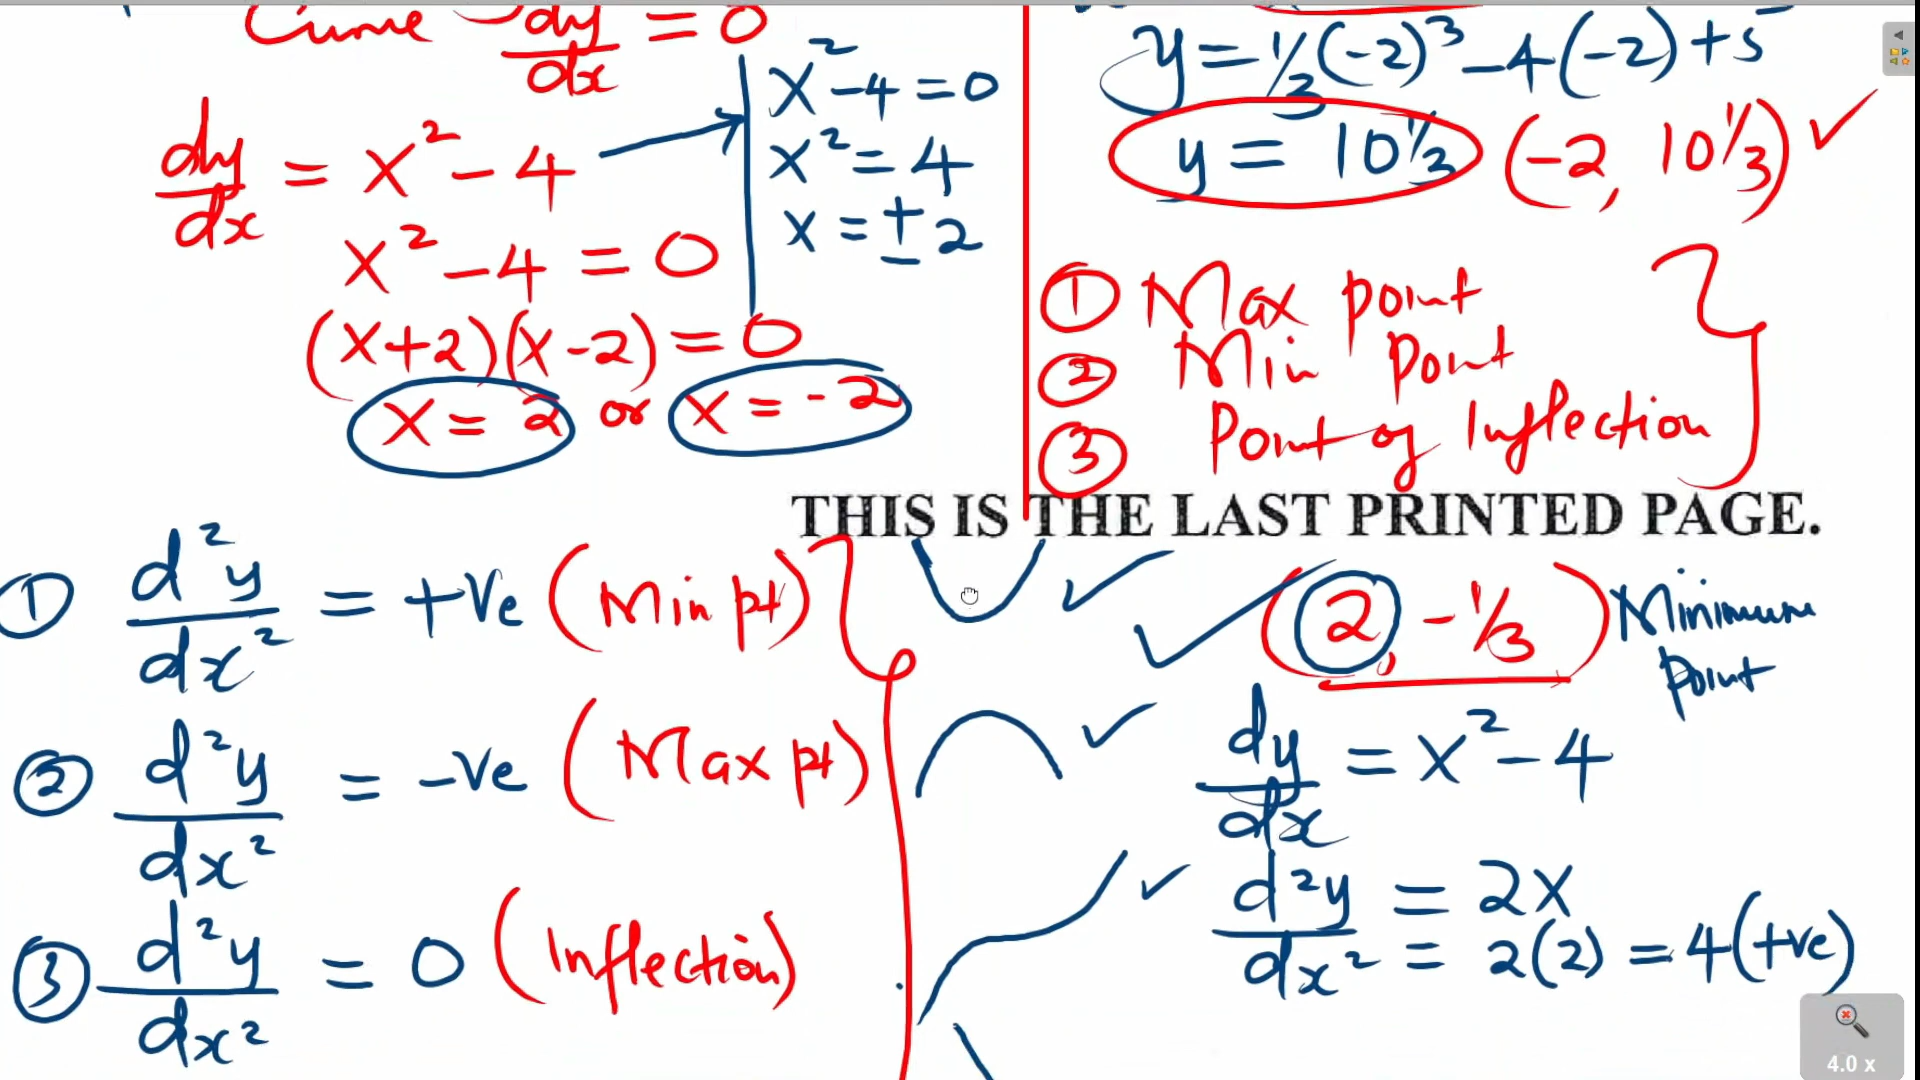 Curve dy/dx = 0
dy/dx = x² - 4
x² - 4 = 0
(x+2)(x-2) = 0
x = 2 or x = -2
x² - 4 = 0
x² = 4
x = ± 2
y = 1/3(-2)³ - 4(-2) + 5
y = 10 1/3 (-2, 10 1/3) ✓
① Max point
② Min Point
③ Point of Inflection
THIS IS THE LAST PRINTED PAGE.
① d²y/dx² = +ve (Min pt)
② d²y/dx² = -ve (Max pt)
③ d²y/dx² = 0 (Inflection)
(2, -1/3) Minimum
Point
dy/dx = x² - 4
d²y/dx² = 2x
= 2(2) = 4 (+ve)
4.0 x